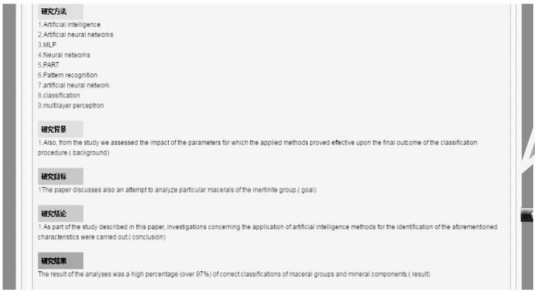 研究方法
1.Artificial intelligence
2.Artificial neural networks
3.MLP
4.Neural networks
5.PART
6.Pattern recognition
7.artificial neural network
8.classification
9.multilayer perceptron
研究背景
1.Also, from the study we assessed the impact of the parameters for which the applied methods proved effective upon the final outcome of the classification
procedure.( background)
研究目标
1The paper discusses also an attempt to analyze particular macerals of the inertinite group.( goal)
研究结论
1.As part of the study described in this paper, investigations concerning the application of artificial intelligence methods for the identification of the aforementioned
characteristics were carried out.( conclusion)
研究结果
The result of the analyses was a high percentage (over 97%) of correct classifications of maceral groups and mineral components.( result)